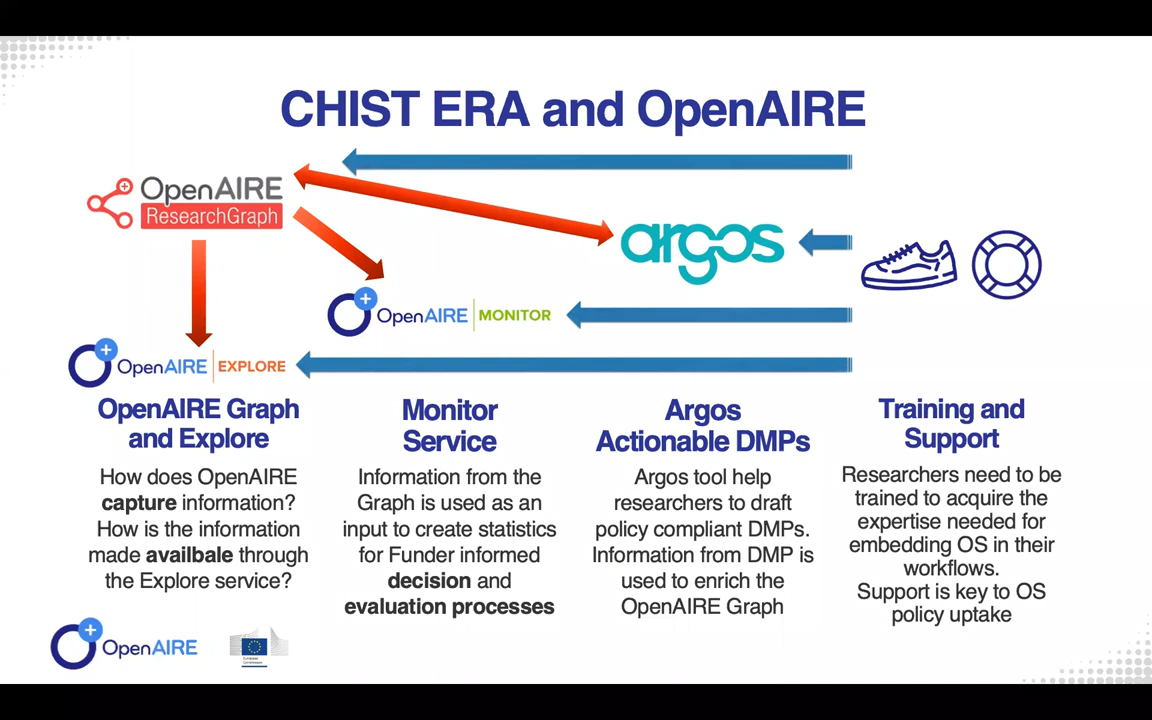 CHIST ERA and OpenAIRE
OpenAIRE
ResearchGraph
argos
OpenAIRE MONITOR
OpenAIRE EXPLORE
OpenAIRE Graph
and Explore
How does OpenAIRE
capture information?
How is the information
made availbale through
the Explore service?
Monitor
Service
Information from the
Graph is used as an
input to create statistics
for Funder informed
decision and
evaluation processes
Argos
Actionable DMPs
Argos tool help
researchers to draft
policy compliant DMPs.
Information from DMP is
used to enrich the
OpenAIRE Graph
Training and
Support
Researchers need to be
trained to acquire the
expertise needed for
embedding OS in their
workflows.
Support is key to OS
policy uptake
OpenAIRE
European
Commission